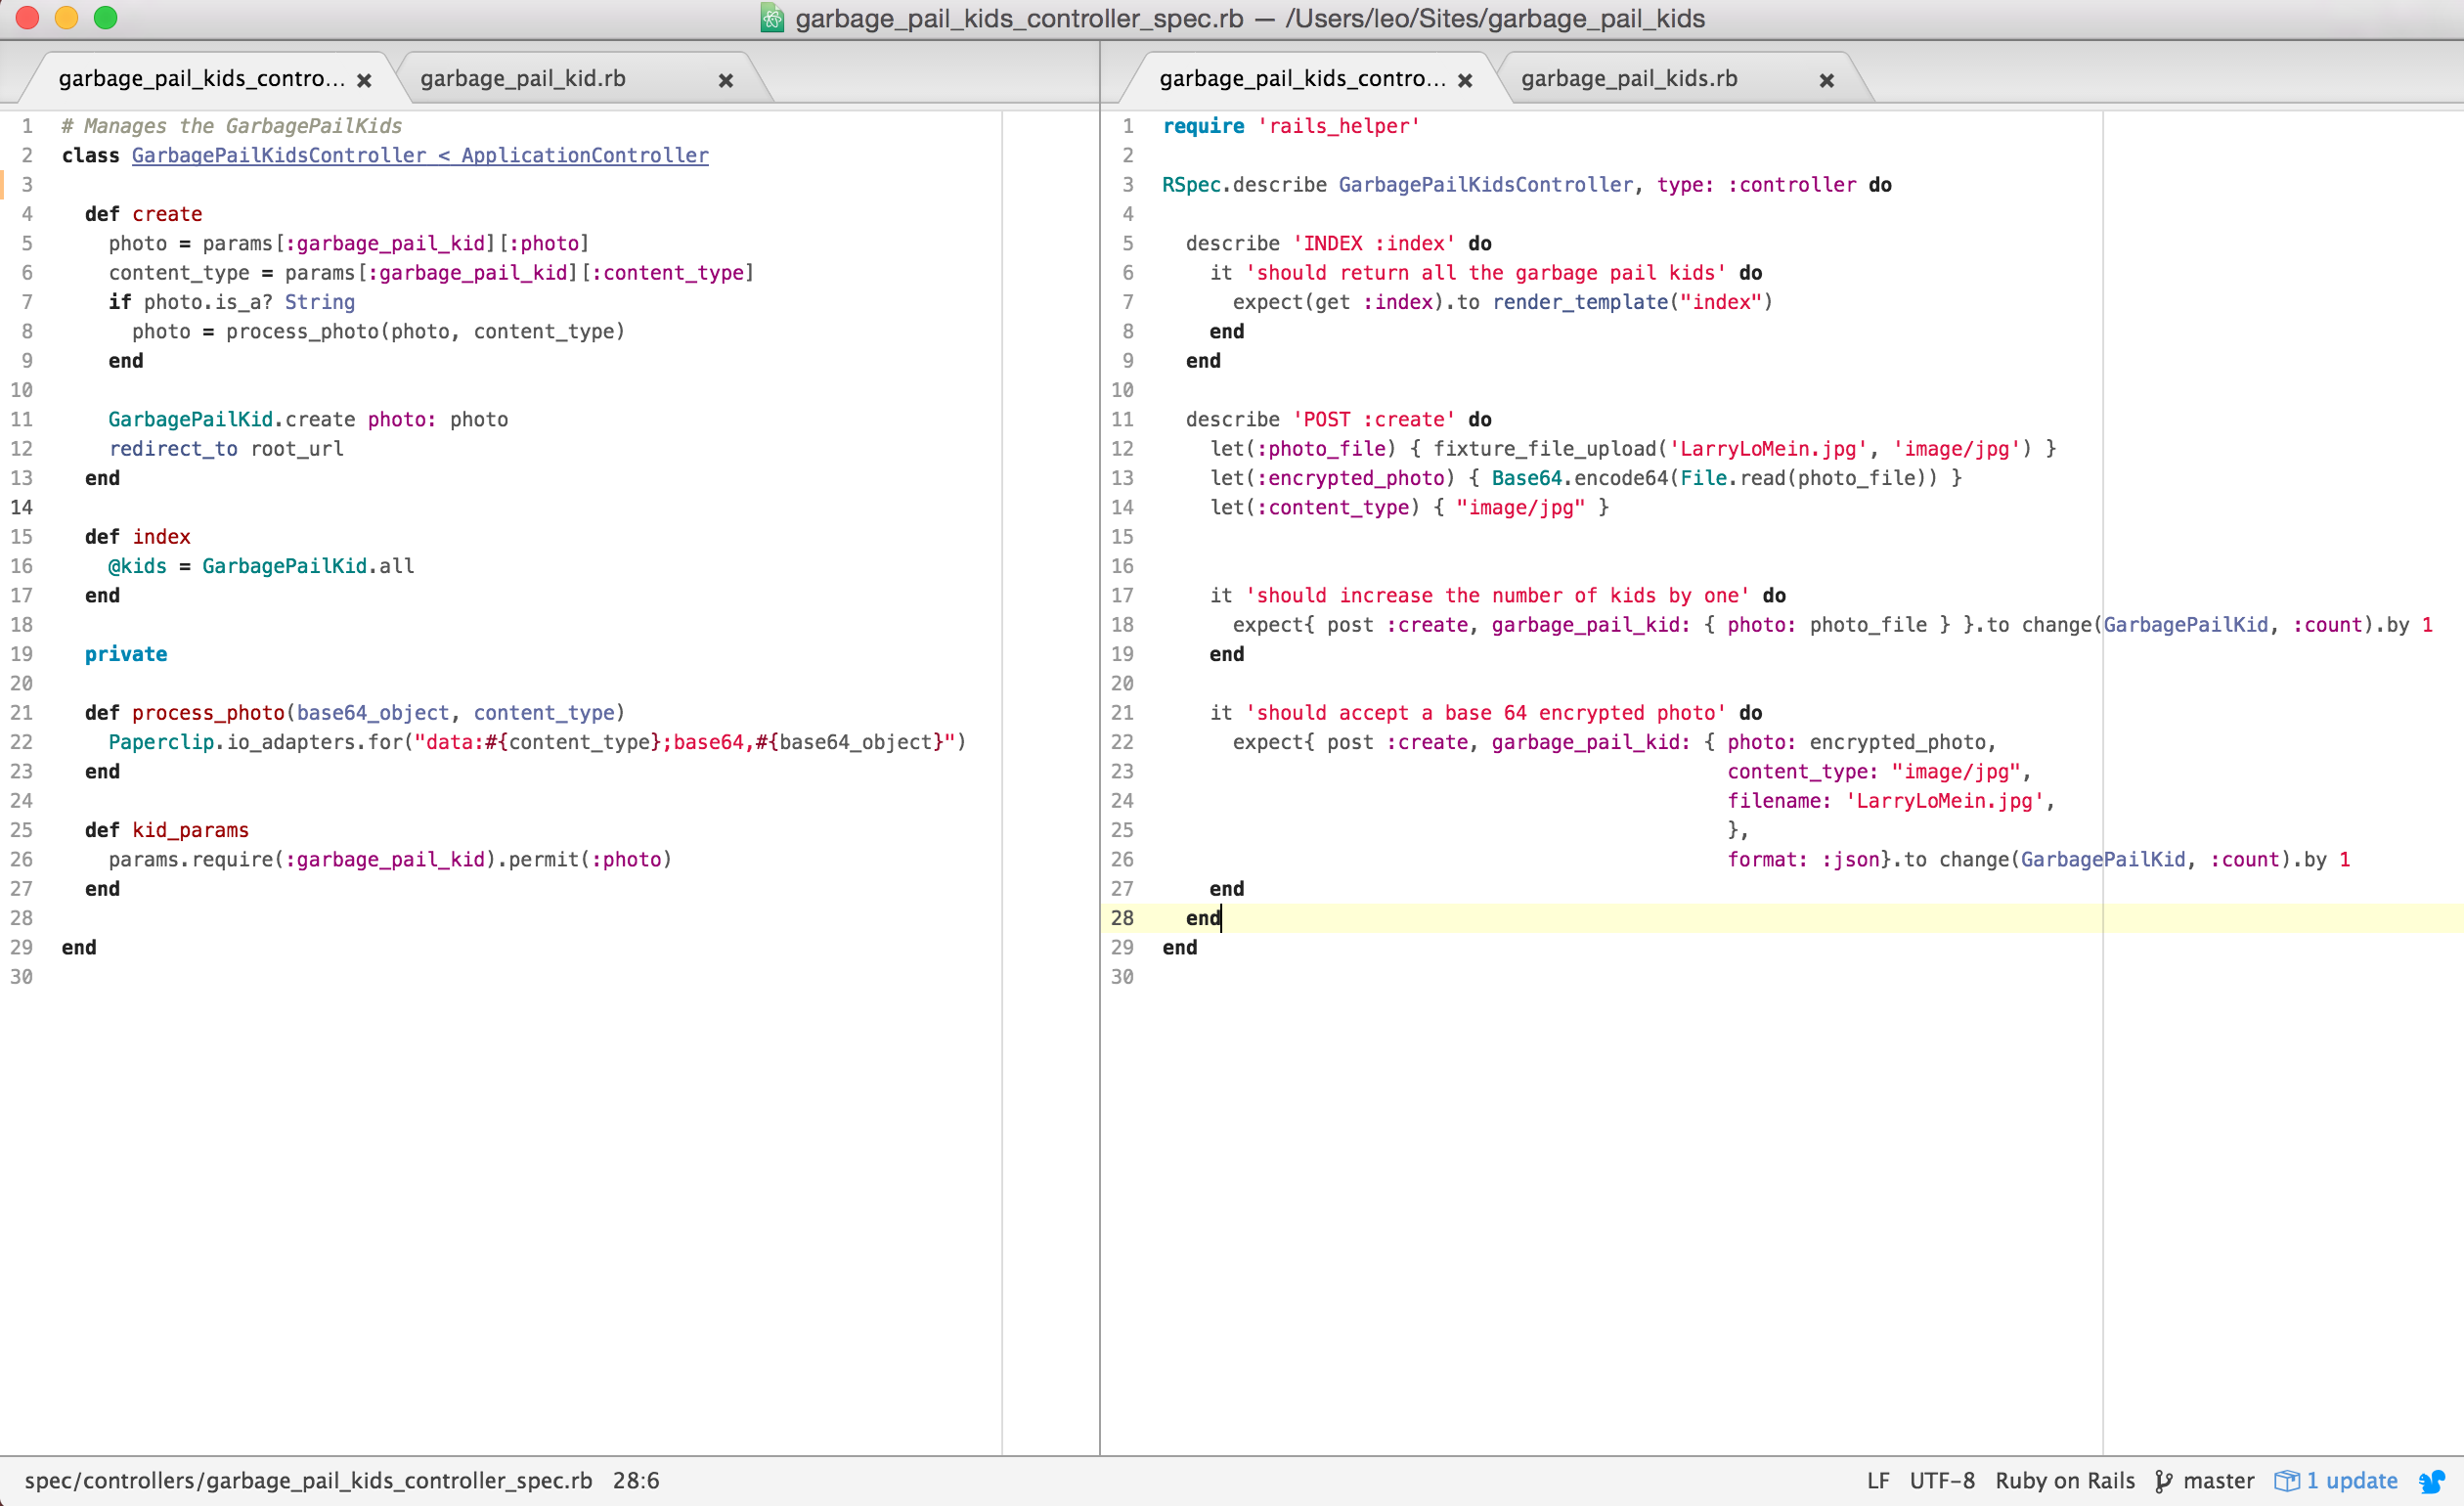 garbage_pail_kids_controller_spec.rb — /Users/leo/Sites/garbage_pail_kids
garbage_pail_kids_contro... garbage_pail_kid.rb
1 # Manages the GarbagePailKids
2 class GarbagePailKidsController < ApplicationController
3
4 def create
5 photo = params[:garbage_pail_kid][:photo]
6 content_type = params[:garbage_pail_kid][:content_type]
7 if photo.is_a? String
8 photo = process_photo(photo, content_type)
9 end
10
11 GarbagePailKid.create photo: photo
12 redirect_to root_url
13 end
14
15 def index
16 @kids = GarbagePailKid.all
17 end
18
19 private
20
21 def process_photo(base64_object, content_type)
22 Paperclip.io_adapters.for("data:#{content_type};base64,#{base64_object}")
23 end
24
25 def kid_params
26 params.require(:garbage_pail_kid).permit(:photo)
27 end
28
29 end
30
garbage_pail_kids_contro... garbage_pail_kids.rb
1 require 'rails_helper'
2
3 RSpec.describe GarbagePailKidsController, type: :controller do
4
5 describe 'INDEX :index' do
6 it 'should return all the garbage pail kids' do
7 expect(get :index).to render_template("index")
8 end
9 end
10
11 describe 'POST :create' do
12 let(:photo_file) { fixture_file_upload('LarryLoMein.jpg', 'image/jpg') }
13 let(:encrypted_photo) { Base64.encode64(File.read(photo_file)) }
14 let(:content_type) { "image/jpg" }
15
16
17 it 'should increase the number of kids by one' do
18 expect{ post :create, garbage_pail_kid: { photo: photo_file } }.to change(GarbagePailKid, :count).by 1
19 end
20
21 it 'should accept a base 64 encrypted photo' do
22 expect{ post :create, garbage_pail_kid: { photo: encrypted_photo,
23 content_type: "image/jpg",
24 filename: 'LarryLoMein.jpg',
25 },
26 format: :json}.to change(GarbagePailKid, :count).by 1
27 end
28 end
29 end
30
spec/controllers/garbage_pail_kids_controller_spec.rb 28:6
LF UTF-8 Ruby on Rails master 1 update